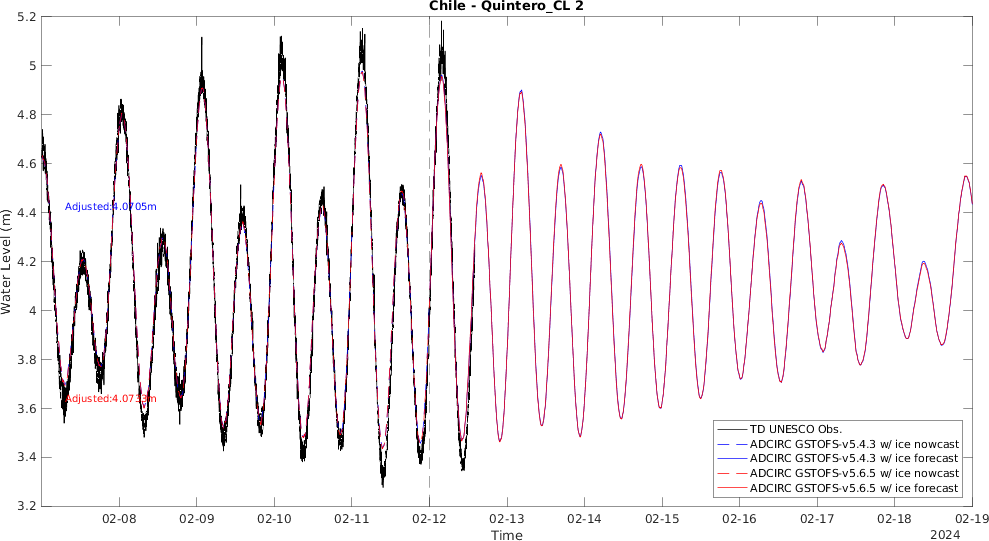 Chile - Quintero_CL 2
5.2
5
4.8
4.6
4.4
4.2
4
3.8
3.6
3.4
3.2
Water Level (m)
Adjusted:4.0705m
Adjusted:4.0733m
TD UNESCO Obs.
ADCIRC GSTOFS-v5.4.3 w/ ice nowcast
ADCIRC GSTOFS-v5.4.3 w/ ice forecast
ADCIRC GSTOFS-v5.6.5 w/ ice nowcast
ADCIRC GSTOFS-v5.6.5 w/ ice forecast
02-08 02-09 02-10 02-11 02-12 02-13 02-14 02-15 02-16 02-17 02-18 02-19
Time
2024